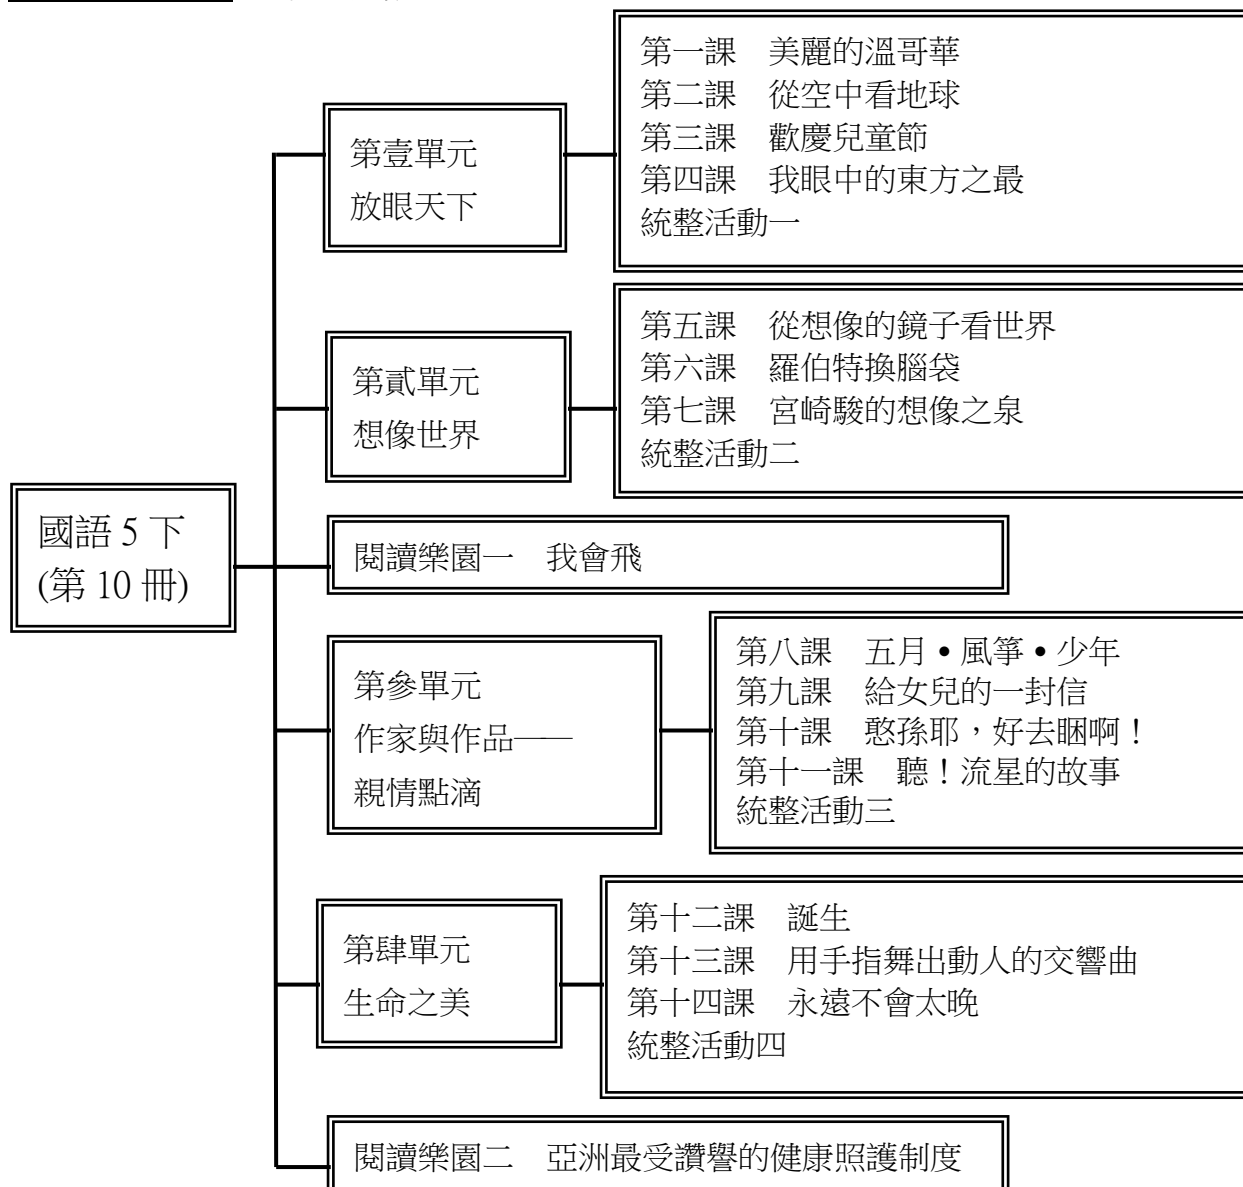 國語 5 下
(第 10 冊)
第壹單元
放眼天下
第一課　美麗的溫哥華
第二課　從空中看地球
第三課　歡慶兒童節
第四課　我眼中的東方之最
統整活動一
第貳單元
想像世界
第五課　從想像的鏡子看世界
第六課　羅伯特換腦袋
第七課　宮崎駿的想像之泉
統整活動二
閱讀樂園一　我會飛
第參單元
作家與作品──
親情點滴
第八課　五月•風箏•少年
第九課　給女兒的一封信
第十課　憨孫耶，好去睏啊！
第十一課　聽！流星的故事
統整活動三
第肆單元
生命之美
第十二課　誕生
第十三課　用手指舞出動人的交響曲
第十四課　永遠不會太晚
統整活動四
閱讀樂園二　亞洲最受讚譽的健康照護制度